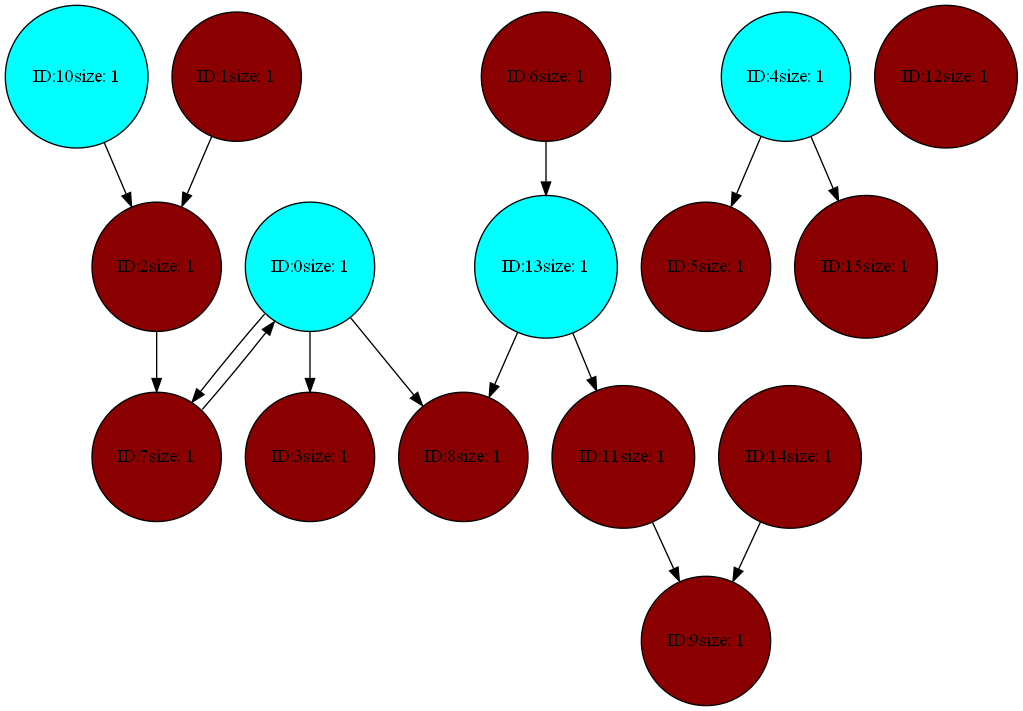 ID:10size: 1
ID:1size: 1
ID:6size: 1
ID:4size: 1
ID:12size: 1
ID:2size: 1
ID:0size: 1
ID:13size: 1
ID:5size: 1
ID:15size: 1
ID:7size: 1
ID:3size: 1
ID:8size: 1
ID:11size: 1
ID:14size: 1
ID:9size: 1